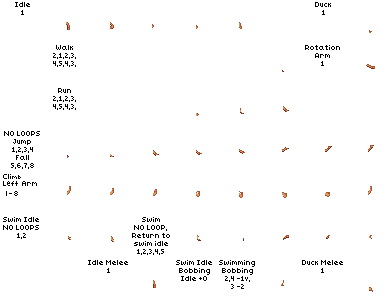 Idle
1
Duck
1
Walk
2,1,2,3,
4,5,4,3,
Rotation
Arm
1
Run
2,1,2,3,
4,5,4,3,
NO LOOPS
Jump
1,2,3,4
Fall
5,6,7,8
Climb
Left Arm
1-8
Swim Idle
NO LOOPS
1,2
Swim
NO LOOP,
Return to
swim idle
1,2,3,4,5
Idle Melee
1
Swim Idle
Bobbing
Idle +0
Swimming
Bobbing
2,4 -1v,
3 -2
Duck Melee
1